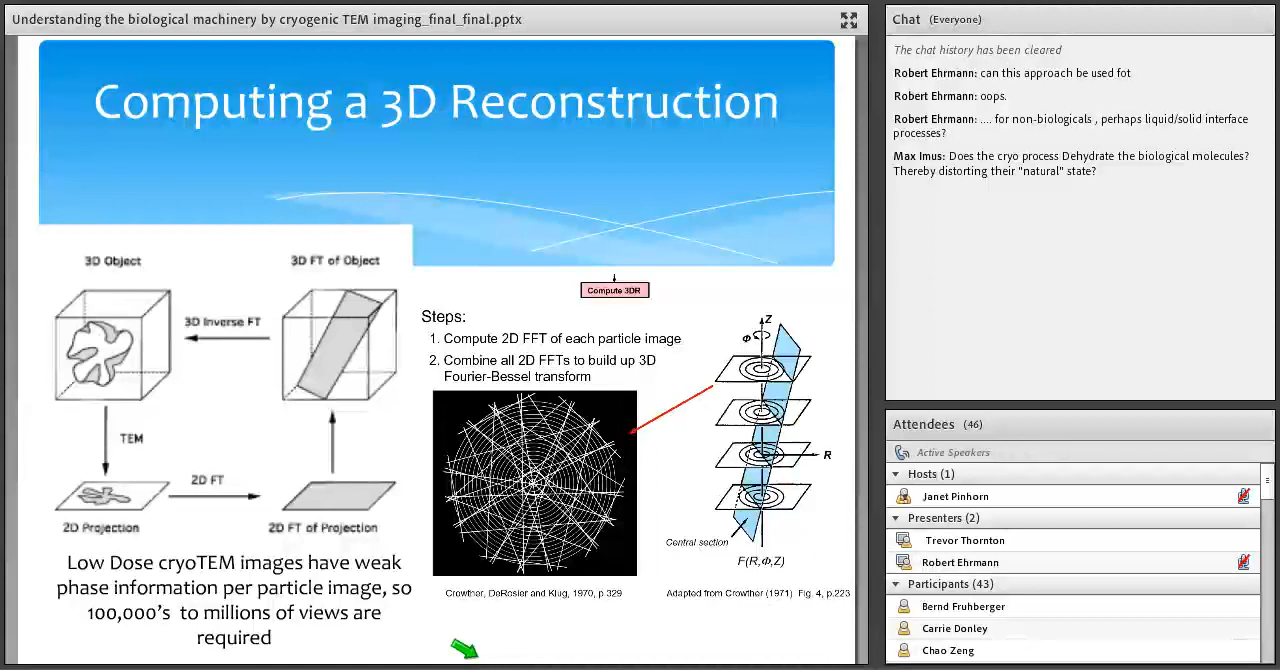 Understanding the biological machinery by cryogenic TEM imaging_final_final.pptx
Computing a 3D Reconstruction
3D Object
3D FT of Object
3D Inverse FT
TEM
2D FT
2D Projection
2D FT of Projection
Low Dose cryoTEM images have weak
phase information per particle image, so
100,000's to millions of views are
required
Compute 3DR
Steps:
1. Compute 2D FFT of each particle image
2. Combine all 2D FFTs to build up 3D
Fourier-Bessel transform
Z
Φ
R
Central section
F(R,Φ,Z)
Crowther, DeRosier and Klug, 1970, p.329
Adapted from Crowther (1971) Fig. 4, p.223
Chat (Everyone)
The chat history has been cleared
Robert Ehrmann: can this approach be used fot
Robert Ehrmann: oops.
Robert Ehrmann: .... for non-biologicals , perhaps liquid/solid interface
processes?
Max Imus: Does the cryo process Dehydrate the biological molecules?
Thereby distorting their "natural" state?
Attendees (46)
Active Speakers
Hosts (1)
Janet Pinhorn
Presenters (2)
Trevor Thornton
Robert Ehrmann
Participants (43)
Bernd Fruhberger
Carrie Donley
Chao Zeng